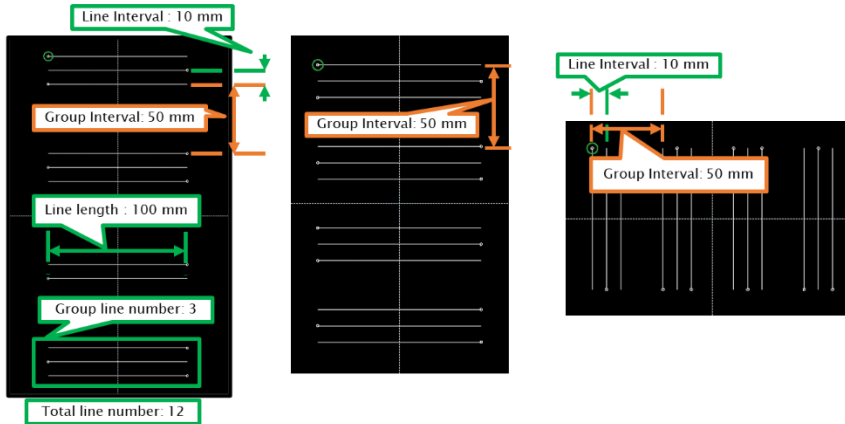 Line Interval : 10 mm
Group Interval: 50 mm
Line length : 100 mm
Group line number: 3
Total line number: 12
Group Interval: 50 mm
Line Interval : 10 mm
Group Interval: 50 mm